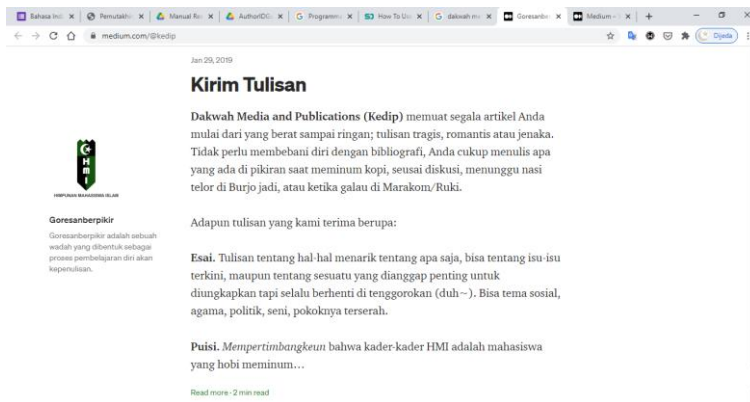 Bahasa Ind
Pemutakhir
Manual Re
AuthorIDG
Programm
How To Us
dakwah me
Goresanber
Medium -
medium.com/@kedip
Dijeda
Jan 29, 2019
Kirim Tulisan
Dakwah Media and Publications (Kedip) memuat segala artikel Anda
mulai dari yang berat sampai ringan; tulisan tragis, romantis atau jenaka.
Tidak perlu membebani diri dengan bibliografi, Anda cukup menulis apa
yang ada di pikiran saat meminum kopi, seusai diskusi, menunggu nasi
telor di Burjo jadi, atau ketika galau di Marakom/Ruki.
HMI
HIMPUNAN MAHASISWA ISLAM
Goresanberpikir
Goresanberpikir adalah sebuah
wadah yang dibentuk sebagai
proses pembelajaran diri akan
kepenulisan.
Adapun tulisan yang kami terima berupa:
Esai. Tulisan tentang hal-hal menarik tentang apa saja, bisa tentang isu-isu
terkini, maupun tentang sesuatu yang dianggap penting untuk
diungkapkan tapi selalu berhenti di tenggorokan (duh~). Bisa tema sosial,
agama, politik, seni, pokoknya terserah.
Puisi. Mempertimbangkeun bahwa kader-kader HMI adalah mahasiswa
yang hobi meminum…
Read more · 2 min read